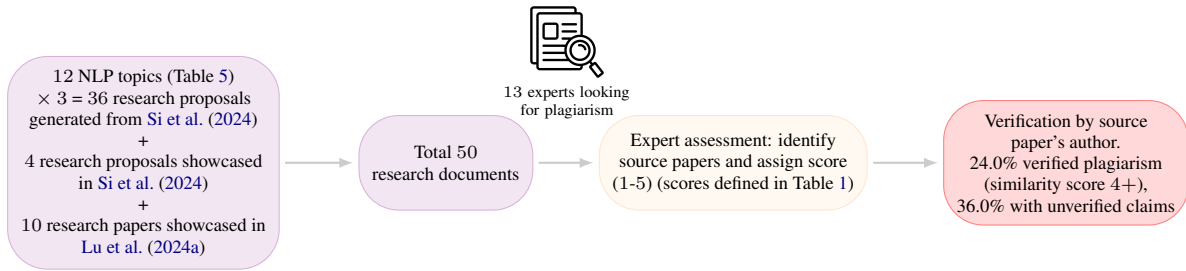 12 NLP topics (Table 5)
× 3 = 36 research proposals
generated from Si et al. (2024)
+
4 research proposals showcased
in Si et al. (2024)
+
10 research papers showcased in
Lu et al. (2024a)
Total 50
research documents
13 experts looking
for plagiarism
Expert assessment: identify
source papers and assign score
(1-5) (scores defined in Table 1)
Verification by source
paper's author.
24.0% verified plagiarism
(similarity score 4+),
36.0% with unverified claims